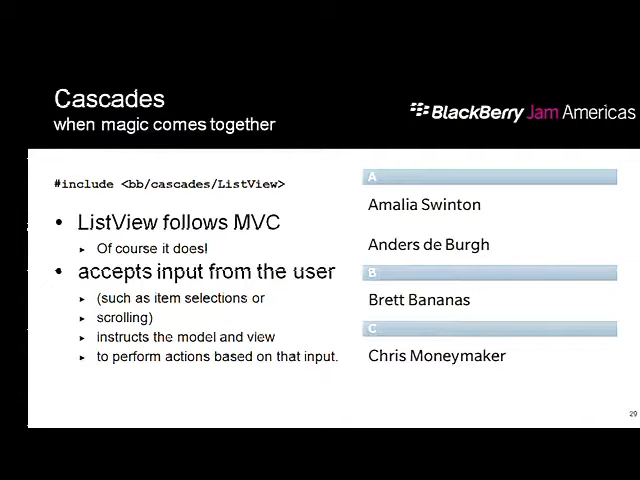 Cascades
when magic comes together
BlackBerry Jam Americas
#include <bb/cascades/ListView>
• ListView follows MVC
▸ Of course it does!
• accepts input from the user
▸ (such as item selections or
▸ scrolling)
▸ instructs the model and view
▸ to perform actions based on that input.
A
Amalia Swinton
Anders de Burgh
B
Brett Bananas
C
Chris Moneymaker
29